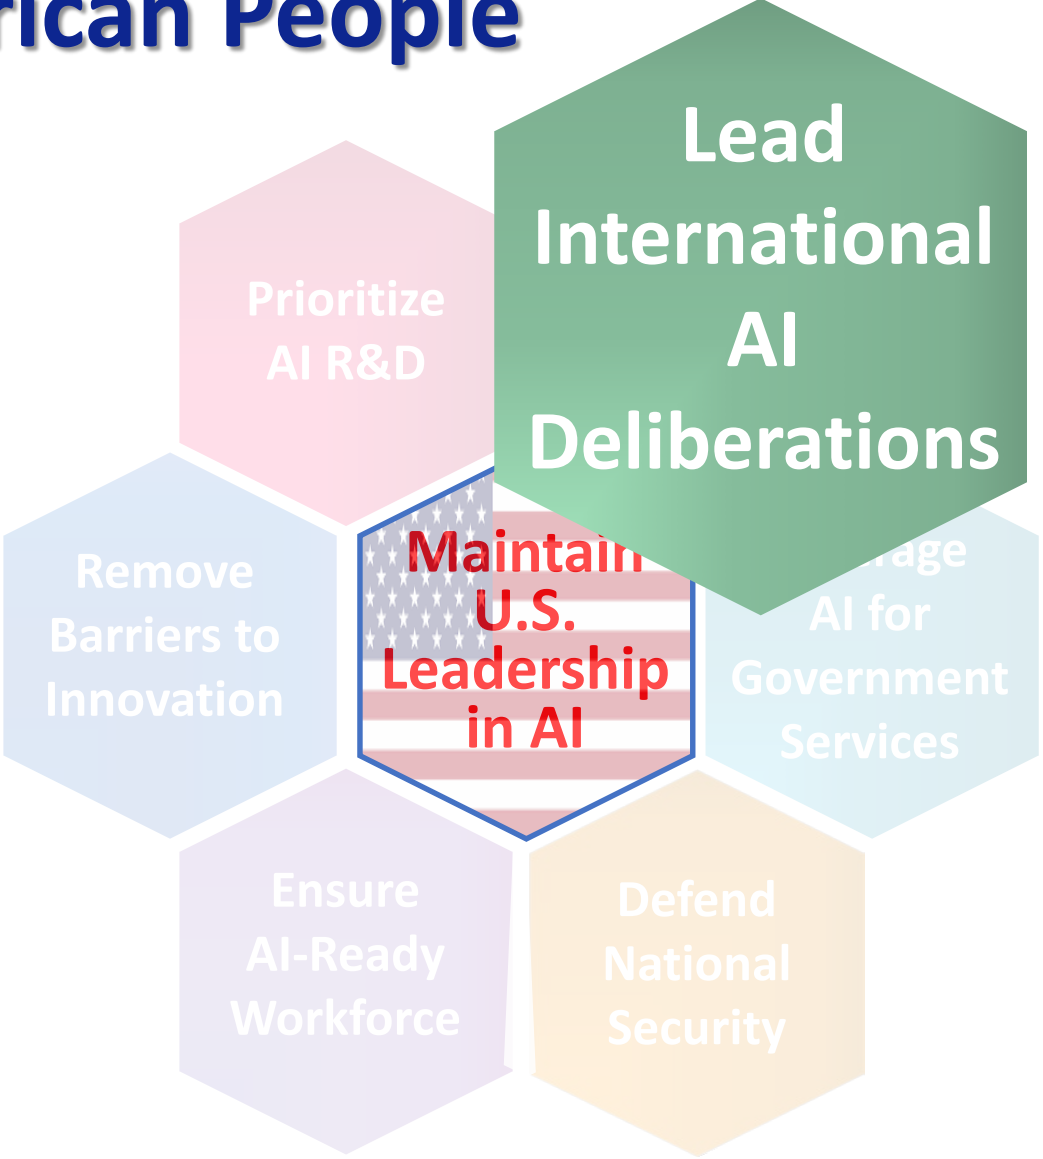 rican People
Lead
International
AI
Deliberations
Prioritize
AI R&D
Remove
Barriers to
Innovation
Maintain
U.S.
Leadership
in AI
rage
AI for
Government
Services
Ensure
AI-Ready
Workforce
Defend
National
Security